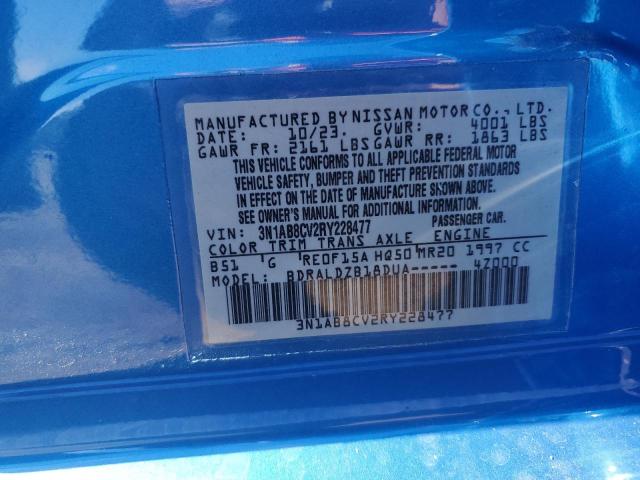 MANUFACTURED BY NISSAN MOTOR CO., LTD.
DATE: 10/23. GVWR: 4001 LBS
GAWR FR: 2161 LBS GAWR RR: 1863 LBS
THIS VEHICLE CONFORMS TO ALL APPLICABLE FEDERAL MOTOR
VEHICLE SAFETY, BUMPER AND THEFT PREVENTION STANDARDS
IN EFFECT ON THE DATE OF MANUFACTURE SHOWN ABOVE.
SEE OWNER'S MANUAL FOR ADDITIONAL INFORMATION.
VIN: 3N1AB8CV2RY228477 PASSENGER CAR.
COLOR TRIM TRANS AXLE ENGINE
B51 G RE0F15A HQ50 MR20 1997 CC
MODEL: BDRALDZB18DUA----- 4Z000
3N1AB8CV2RY228477